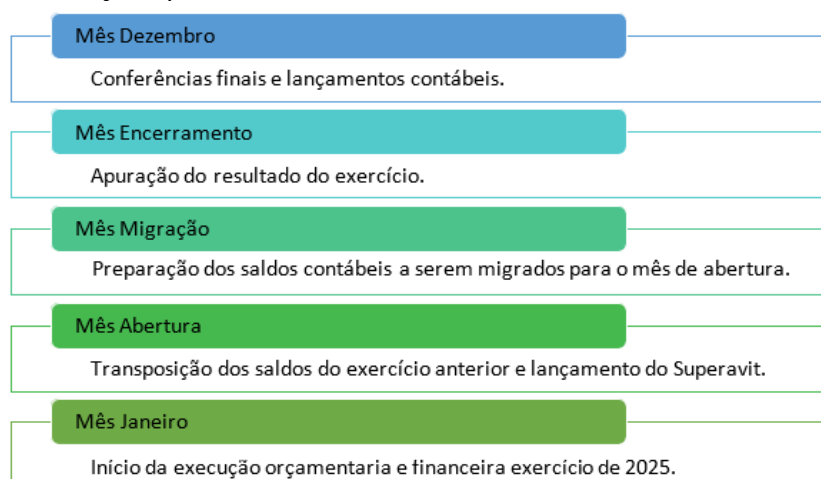 Mês Dezembro
Conferências finais e lançamentos contábeis.
Mês Encerramento
Apuração do resultado do exercício.
Mês Migração
Preparação dos saldos contábeis a serem migrados para o mês de abertura.
Mês Abertura
Transposição dos saldos do exercício anterior e lançamento do Superavit.
Mês Janeiro
Início da execução orçamentaria e financeira exercício de 2025.